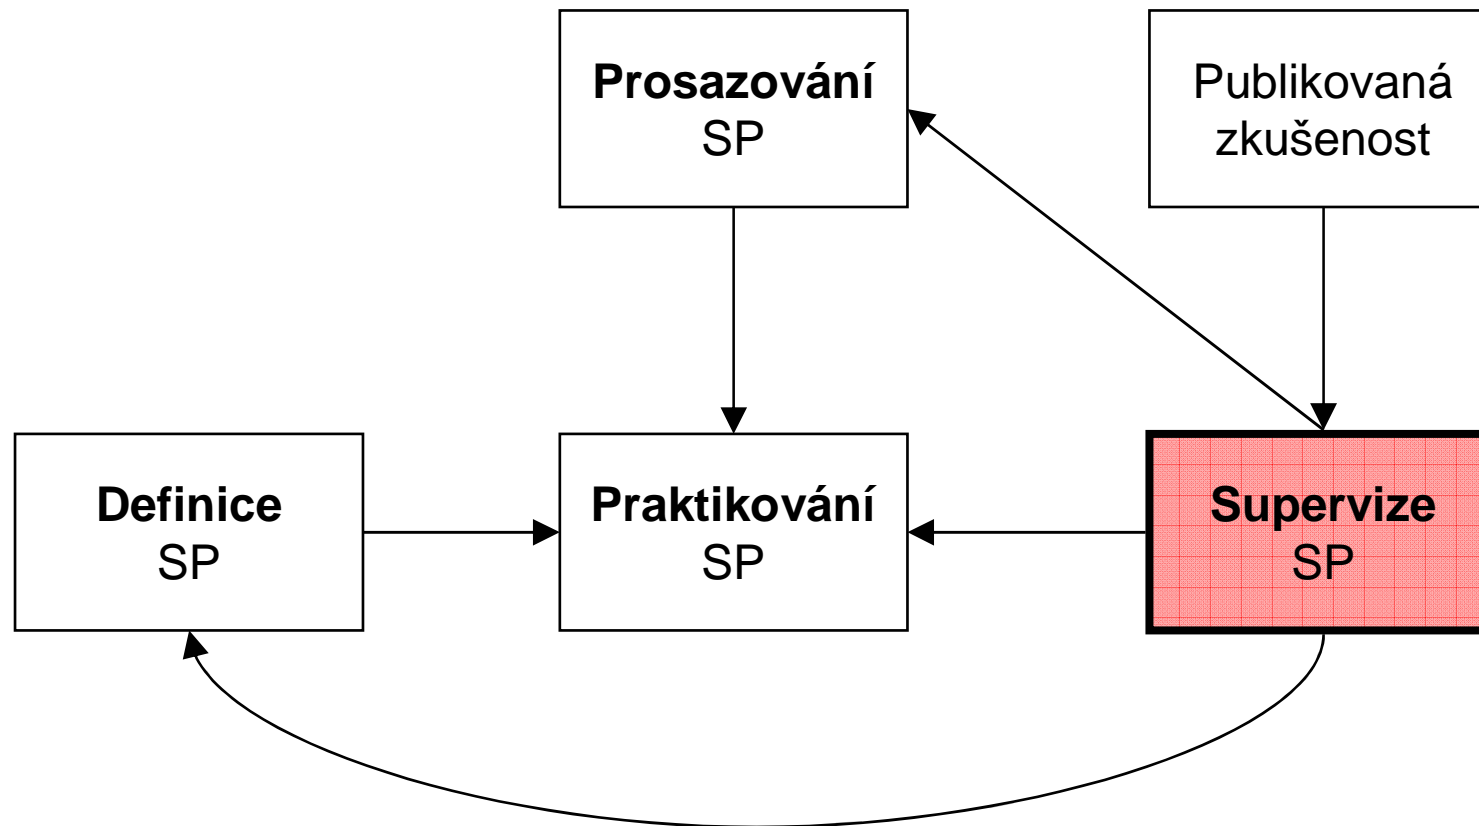 Prosazování
SP
Publikovaná
zkušenost
Definice
SP
Praktikování
SP
Supervize
SP